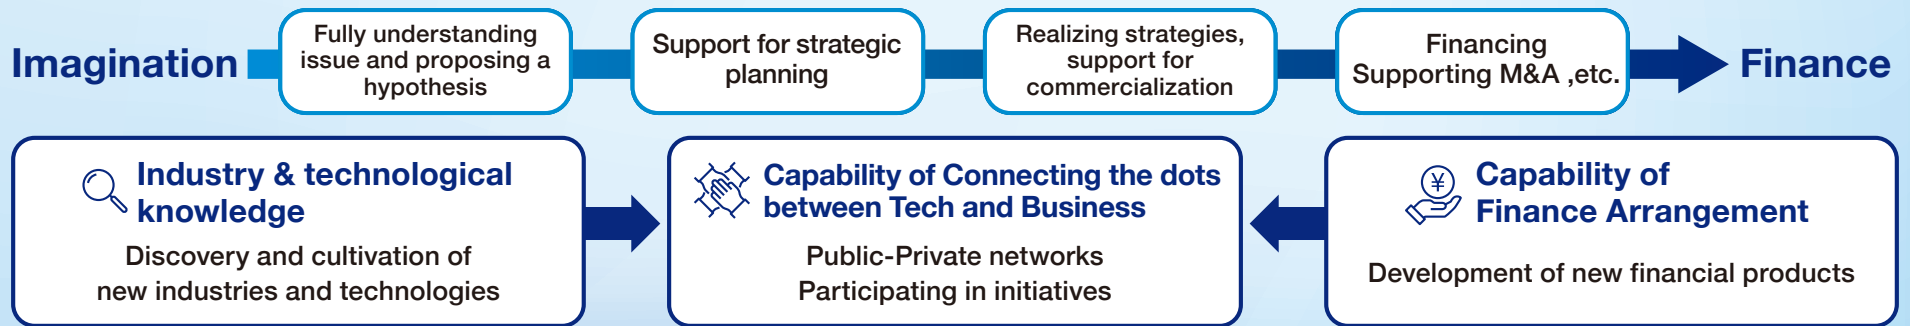 Imagination
Fully understanding
issue and proposing a
hypothesis
Support for strategic
planning
Realizing strategies,
support for
commercialization
Financing
Supporting M&A ,etc.
Finance
Industry & technological
knowledge
Discovery and cultivation of
new industries and technologies
Capability of Connecting the dots
between Tech and Business
Public-Private networks
Participating in initiatives
¥
Capability of
Finance Arrangement
Development of new financial products